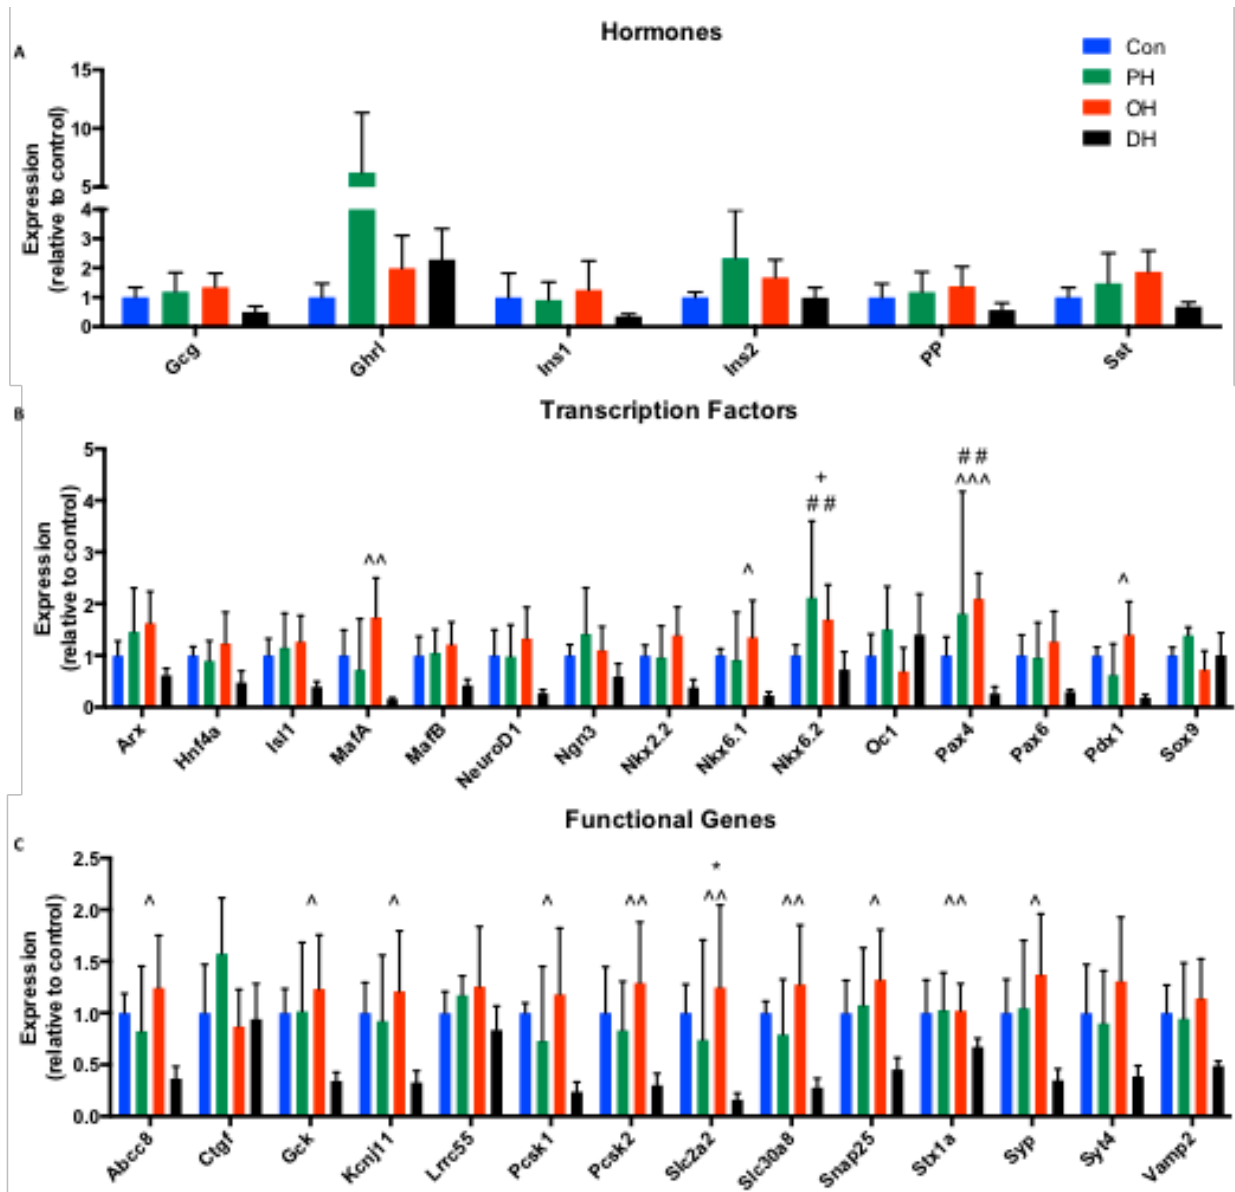 A
Hormones
Con
PH
OH
DH
Expression
(relative to control)
15
10
5
4
3
2
1
0
Gcg
Ghrl
Ins1
Ins2
PP
Sst
B
Transcription Factors
Expression
(relative to control)
5
4
3
2
1
0
^^
^
+
##
##
^^^
^
Arx
Hnf4a
Isl1
MafA
MafB
NeuroD1
Ngn3
Nkx2.2
Nkx6.1
Nkx6.2
Oc1
Pax4
Pax6
Pdx1
Sox9
C
Functional Genes
Expression
(relative to control)
2.5
2.0
1.5
1.0
0.5
0.0
^
^
^
^
^^
*
^^
^^
^
^^
^
Abcc8
Ctgf
Gck
Kcnj11
Lrrc55
Pcsk1
Pcsk2
Slc2a2
Slc30a8
Snap25
Stx1a
Syp
Syt4
Vamp2